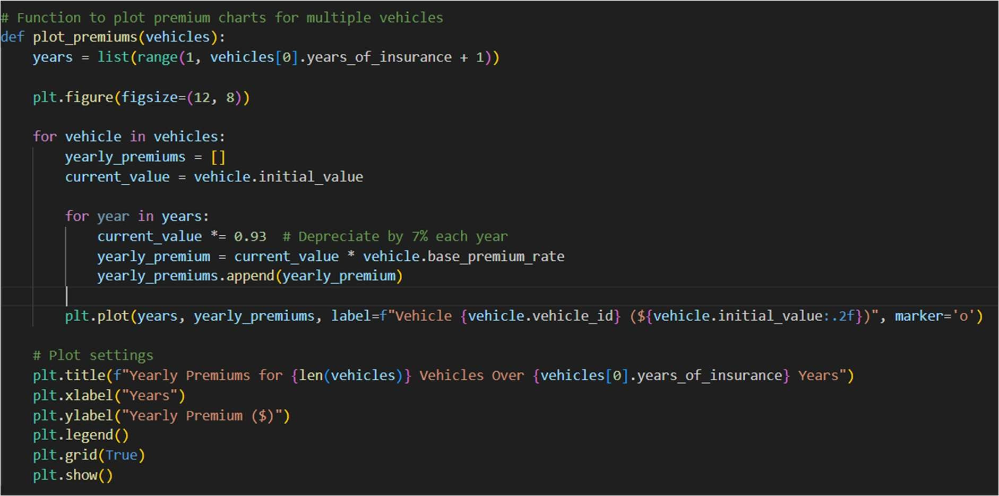 # Function to plot premium charts for multiple vehicles
def plot_premiums(vehicles):
    years = list(range(1, vehicles[0].years_of_insurance + 1))
    plt.figure(figsize=(12, 8))
    for vehicle in vehicles:
        yearly_premiums = []
        current_value = vehicle.initial_value
        for year in years:
            current_value *= 0.93  # Depreciate by 7% each year
            yearly_premium = current_value * vehicle.base_premium_rate
            yearly_premiums.append(yearly_premium)
        plt.plot(years, yearly_premiums, label=f"Vehicle {vehicle.vehicle_id} (${vehicle.initial_value:.2f})", marker='o')
    # Plot settings
    plt.title(f"Yearly Premiums for {len(vehicles)} Vehicles Over {vehicles[0].years_of_insurance} Years")
    plt.xlabel("Years")
    plt.ylabel("Yearly Premium ($)")
    plt.legend()
    plt.grid(True)
    plt.show()